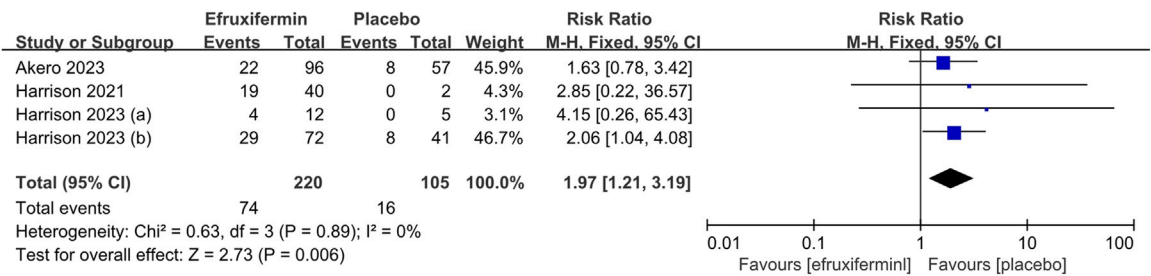 Efruxifermin Placebo Risk Ratio Risk Ratio
Study or Subgroup Events Total Events Total Weight M-H, Fixed, 95% CI M-H, Fixed, 95% CI
Akero 2023 22 96 8 57 45.9% 1.63 [0.78, 3.42]
Harrison 2021 19 40 0 2 4.3% 2.85 [0.22, 36.57]
Harrison 2023 (a) 4 12 0 5 3.1% 4.15 [0.26, 65.43]
Harrison 2023 (b) 29 72 8 41 46.7% 2.06 [1.04, 4.08]
Total (95% CI) 220 105 100.0% 1.97 [1.21, 3.19]
Total events 74 16
Heterogeneity: Chi² = 0.63, df = 3 (P = 0.89); I² = 0%
Test for overall effect: Z = 2.73 (P = 0.006)
0.01 0.1 1 10 100
Favours [efruxiferminl] Favours [placebo]